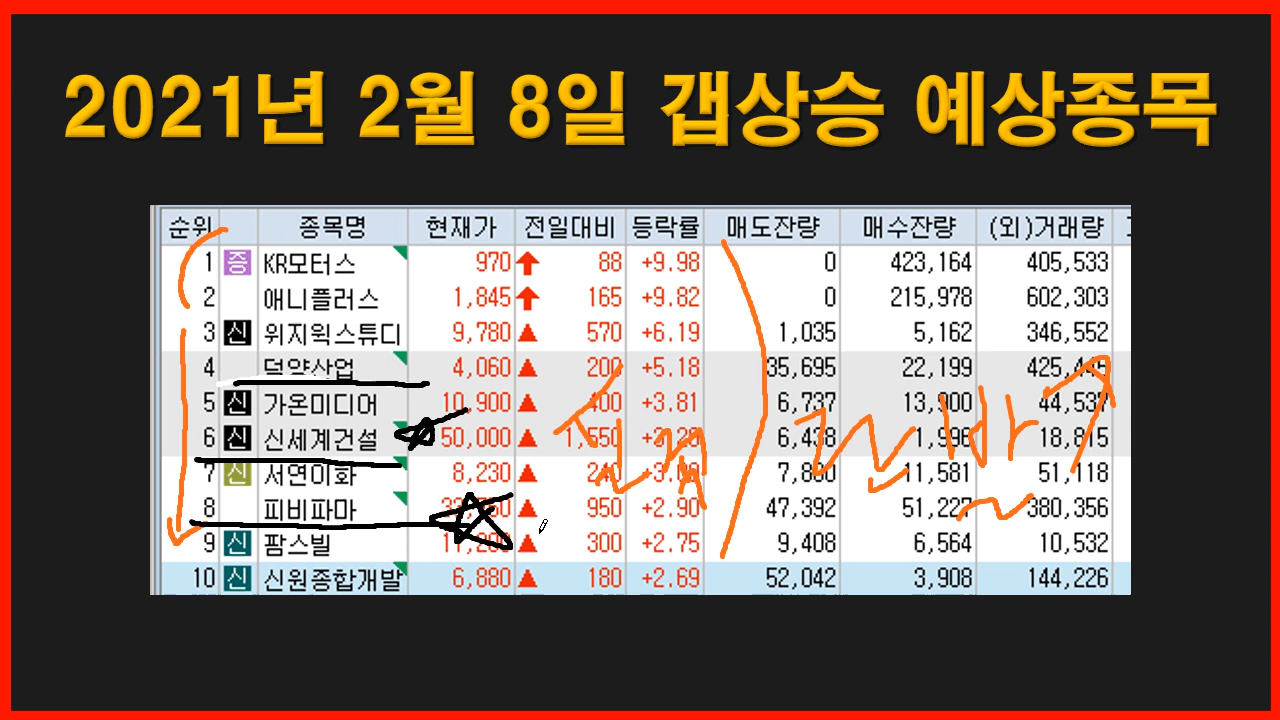 2021년 2월 8일 갭상승 예상종목
순위 종목명 현재가 전일대비 등락률 매도잔량 매수잔량 (외)거래량
1 증 KR모터스 970 88 +9.98 0 423,164 405,533
2 애니플러스 1,845 165 +9.82 0 215,978 602,303
3 신 위지윅스튜디 9,780 570 +6.19 1,035 5,162 346,552
4 덕양산업 4,060 200 +5.18 35,695 22,199
5 신 가온미디어 10,900 400 +3.81 6,737 13,900 44,537
6 신 신세계건설 50,000 1,550 6,438 1,996 18,815
7 신 서연이화 8,230 11,581 51,118
8 피비파마 950 +2.90 47,392 51,227 380,356
9 신 팜스빌 11,200 300 +2.75 9,408 6,564 10,532
10 신 신원종합개발 6,880 180 +2.69 52,042 3,908 144,226